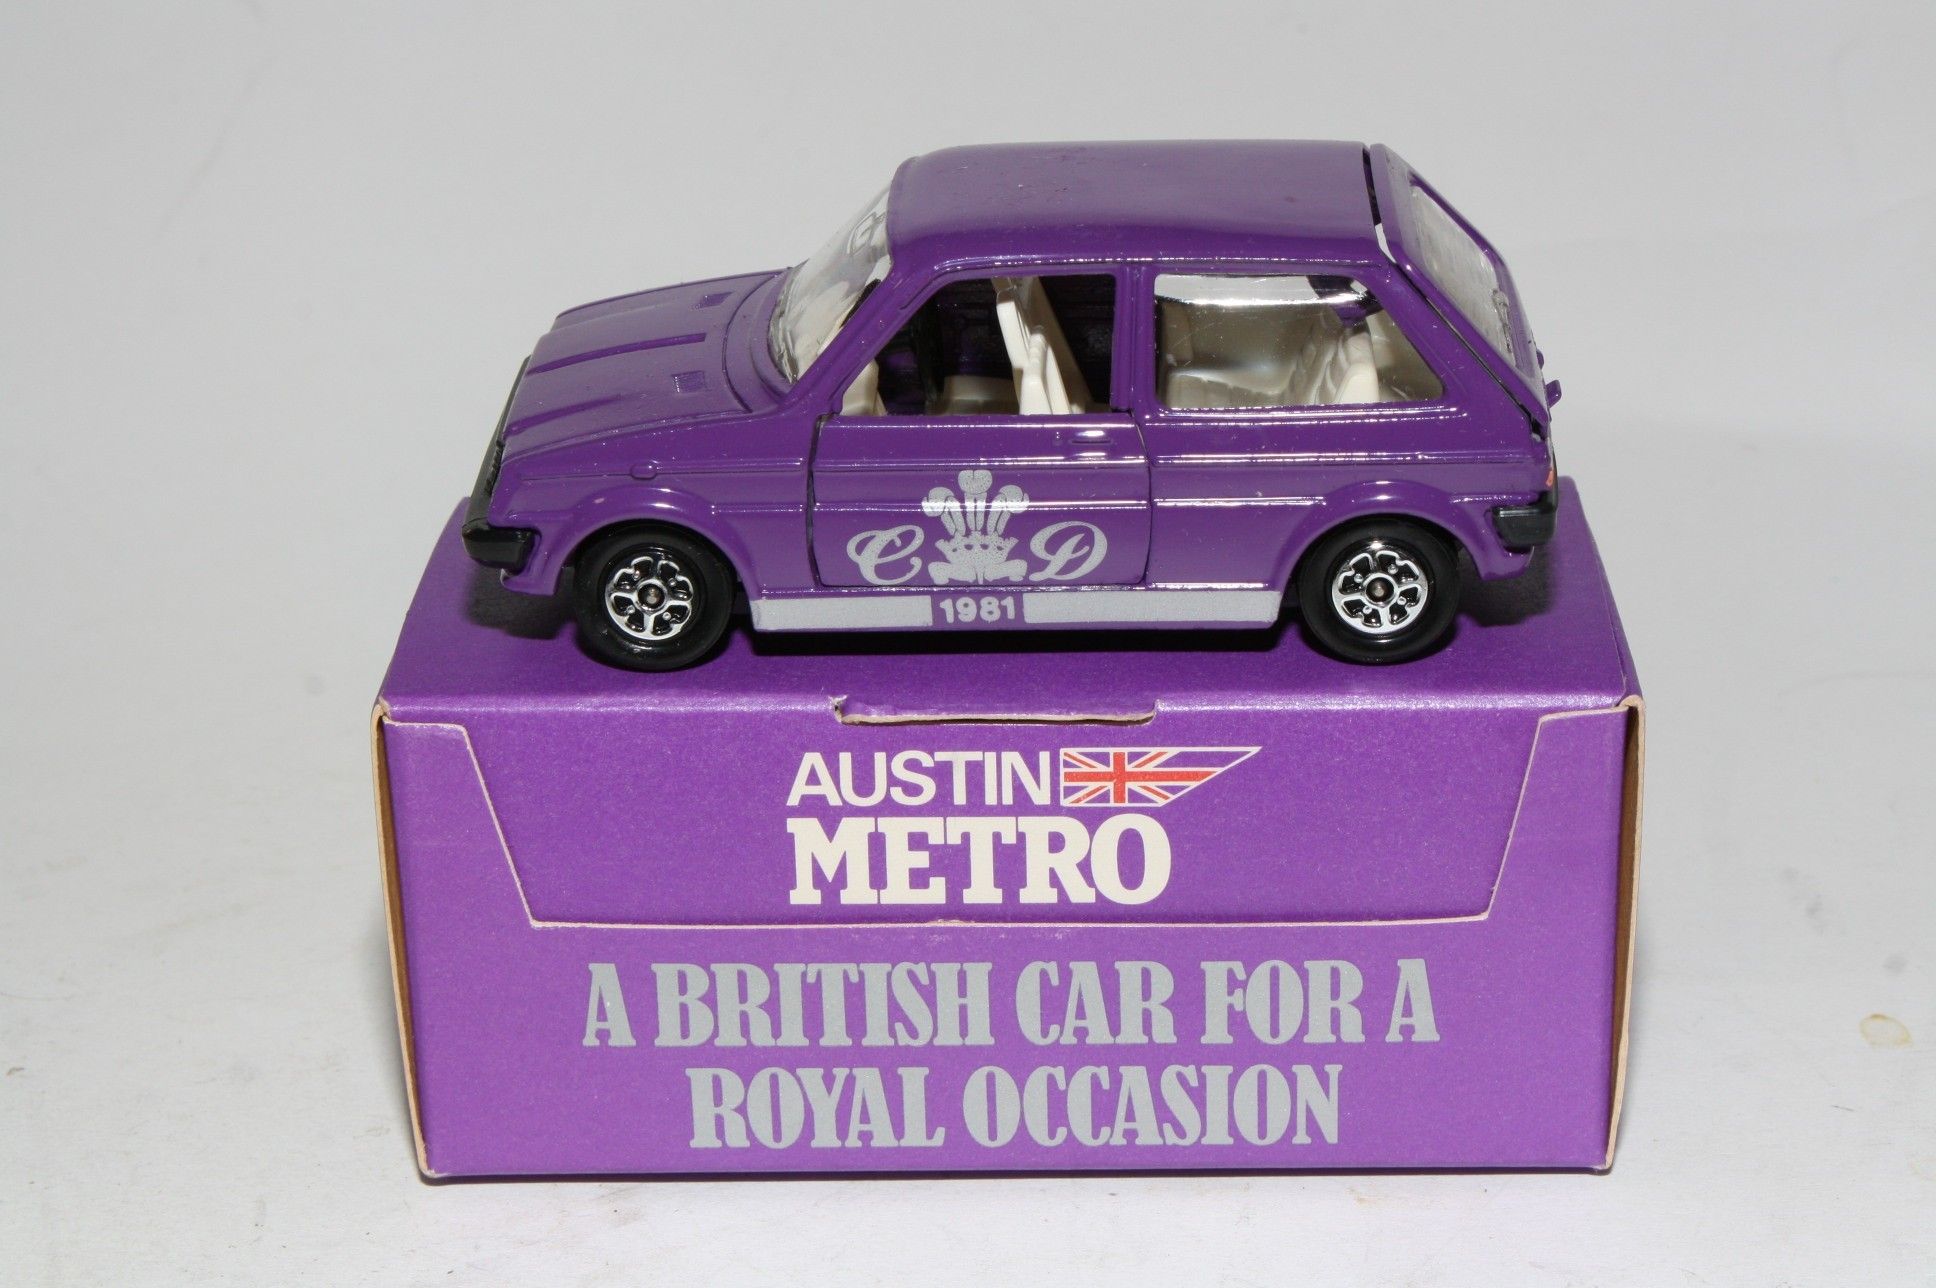 C D
1981
AUSTIN
METRO
A BRITISH CAR FOR A
ROYAL OCCASION